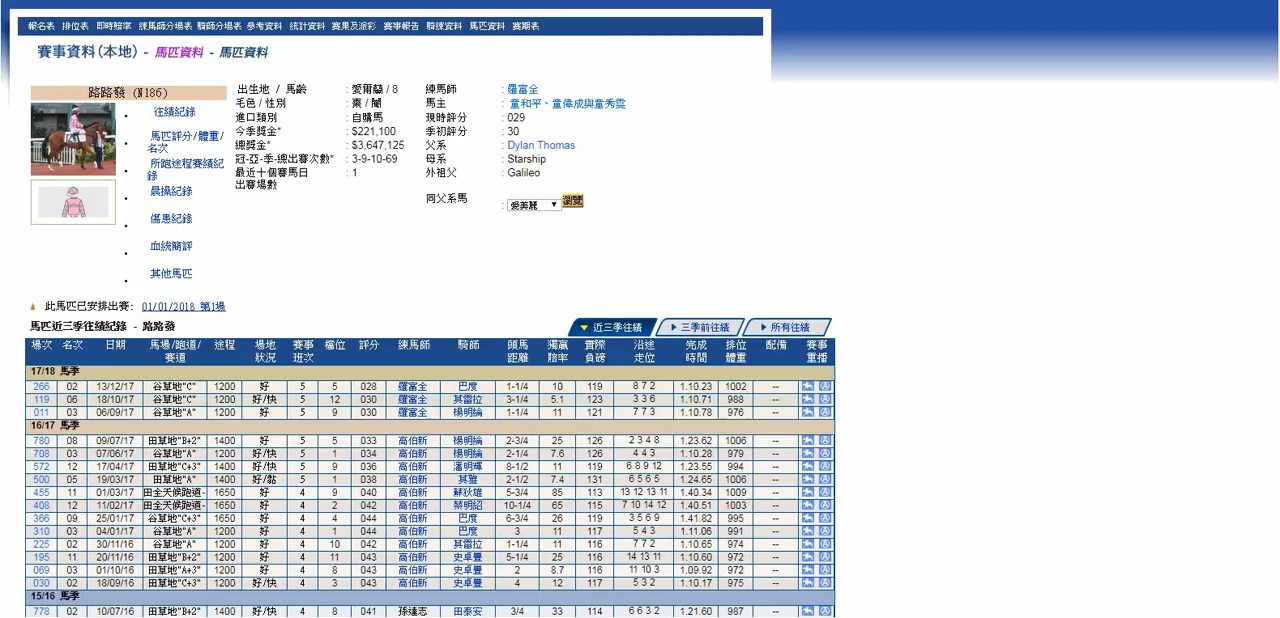 報名表 排位表 即時賠率 練馬師分場表 騎師分場表 參考資料 統計資料 賽果及派彩 賽事報告 騎練資料 馬匹資料 賽期表
賽事資料(本地) - 馬匹資料 - 馬匹資料
路路發 (N186)
往績紀錄
馬匹評分/體重/
名次
所跑途程賽績紀
錄
晨操紀錄
傷患紀錄
血統簡評
其他馬匹
出生地 / 馬齡 : 愛爾蘭 / 8
毛色 / 性別 : 棗 / 閹
進口類別 : 自購馬
今季獎金* : $221,100
總獎金* : $3,647,125
冠-亞-季-總出賽次數* : 3-9-10-69
最近十個賽馬日 : 1
出賽場數
練馬師 : 羅富全
馬主 : 童和平、童偉成與童秀雯
現時評分 : 029
季初評分 : 30
父系 : Dylan Thomas
母系 : Starship
外祖父 : Galileo
同父系馬 : 愛與麗 瀏覽
此馬匹已安排出賽: 01/01/2018 第1場
馬匹近三季往績紀錄 - 路路發
近三季往績 三季前往績 所有往績
場次 名次 日期 馬場/跑道/賽道 途程 場地狀況 賽事班次 檔位 評分 練馬師 騎師 頭馬距離 獨贏賠率 實際負磅 沿途走位 完成時間 排位體重 配備 賽事重播
17/18 馬季
266 02 13/12/17 谷草地"C" 1200 好 5 5 028 羅富全 巴度 1-1/4 10 119 8 7 2 1.10.23 1002 --
119 06 18/10/17 谷草地"A" 1200 好/快 5 12 030 羅富全 莫雷拉 3-1/4 5.1 123 3 3 6 1.10.71 988 --
011 03 06/09/17 谷草地"A" 1200 好 5 9 030 羅富全 楊明綸 1-1/4 11 121 7 7 3 1.10.78 976 --
16/17 馬季
780 08 09/07/17 田草地"B+2" 1400 好 5 5 033 高伯新 楊明綸 2-3/4 25 126 2 3 4 8 1.23.62 1006 --
708 03 07/06/17 谷草地"A" 1200 好/快 5 1 034 高伯新 楊明綸 2-1/4 7.6 126 4 4 3 1.10.28 979 --
572 12 17/04/17 田草地"C+3" 1400 好/快 5 9 036 高伯新 潘明輝 8-1/2 11 119 6 8 9 12 1.23.55 994 --
500 05 19/03/17 田草地"A" 1400 好/黏 5 1 038 高伯新 莫雅 2-1/2 7.4 131 6 5 6 5 1.24.65 1006 --
455 11 01/03/17 田全天候跑道- 1650 好 4 9 040 高伯新 蘇狄雄 5-3/4 85 113 13 12 13 11 1.40.34 1009 --
408 12 11/02/17 田全天候跑道- 1650 好 4 2 042 高伯新 蔡明紹 10-1/4 65 115 7 10 14 12 1.40.51 1003 --
366 09 25/01/17 谷草地"C+3" 1650 好 4 4 044 高伯新 巴度 6-3/4 26 119 3 5 6 9 1.41.82 995 --
310 03 04/01/17 谷草地"A" 1200 好 4 1 044 高伯新 巴度 3 11 117 5 4 3 1.11.06 991 --
225 02 30/11/16 谷草地"A" 1200 好 4 10 042 高伯新 莫雷拉 1-1/4 11 116 7 7 2 1.10.65 974 --
195 11 20/11/16 田草地"B+2" 1200 好 4 11 043 高伯新 史卓豐 5-1/4 25 116 14 13 11 1.10.60 972 --
069 03 01/10/16 田草地"A+3" 1200 好 4 8 043 高伯新 史卓豐 2 8.7 116 11 10 3 1.09.92 972 --
030 02 18/09/16 田草地"C+3" 1200 好/快 4 3 043 高伯新 史卓豐 4 12 117 5 3 2 1.10.17 975 --
15/16 馬季
778 02 10/07/16 田草地"B+2" 1400 好/快 4 8 041 孫達志 田泰安 3/4 33 114 6 6 3 2 1.21.60 987 --